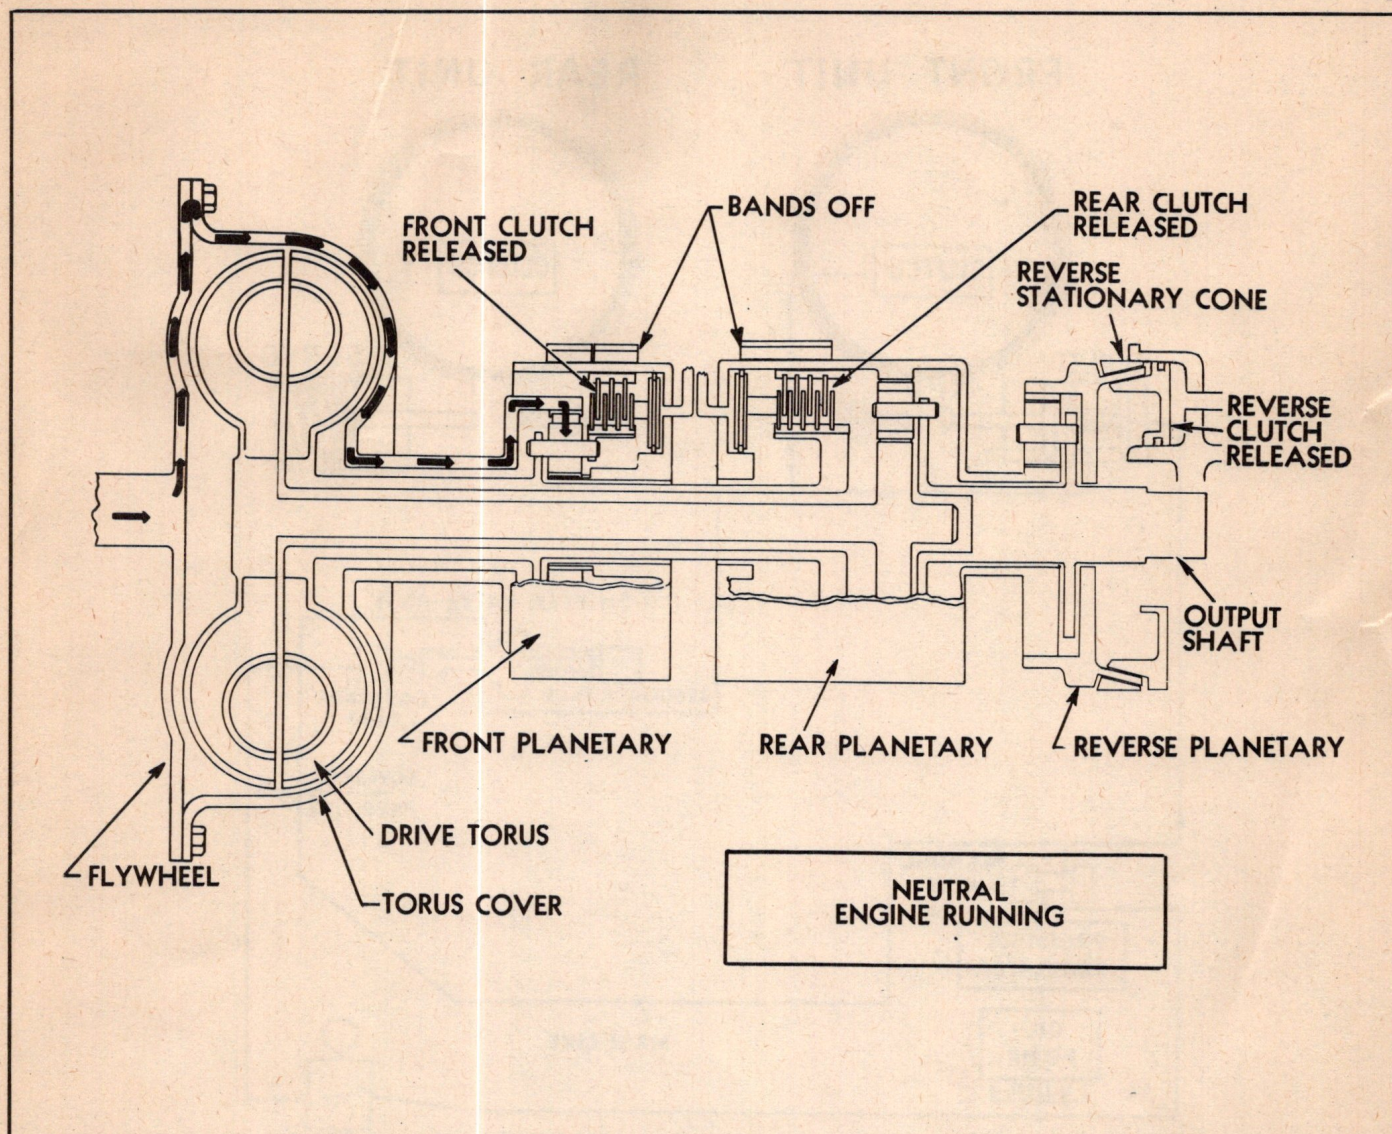 BANDS OFF
REAR CLUTCH
RELEASED
FRONT CLUTCH
RELEASED
REVERSE
STATIONARY CONE
REVERSE
CLUTCH
RELEASED
OUTPUT
SHAFT
FRONT PLANETARY
REAR PLANETARY
REVERSE PLANETARY
DRIVE TORUS
FLYWHEEL
TORUS COVER
NEUTRAL
ENGINE RUNNING